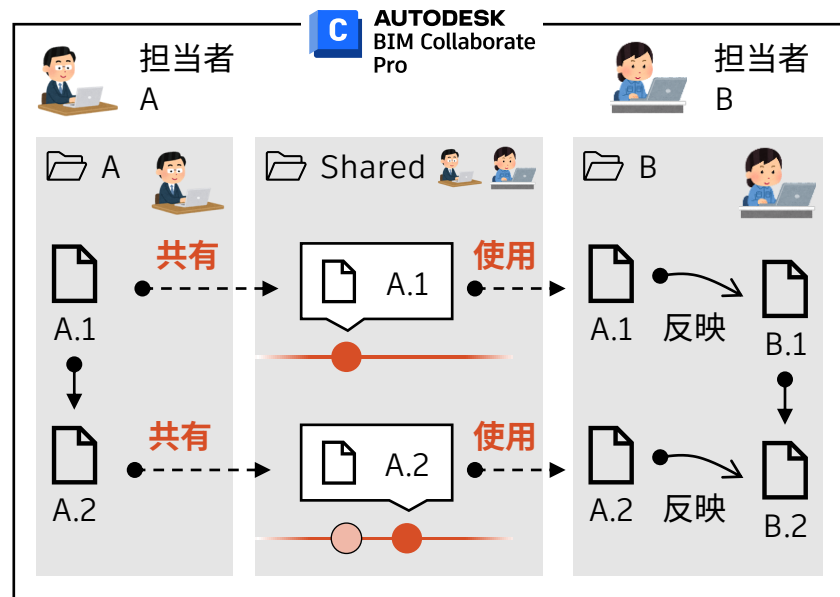 C AUTODESK
BIM Collaborate
Pro
担当者
A
担当者
B
A
Shared
B
共有
A.1
使用
A.1
A.1
反映
B.1
共有
A.2
使用
A.2
A.2
反映
B.2